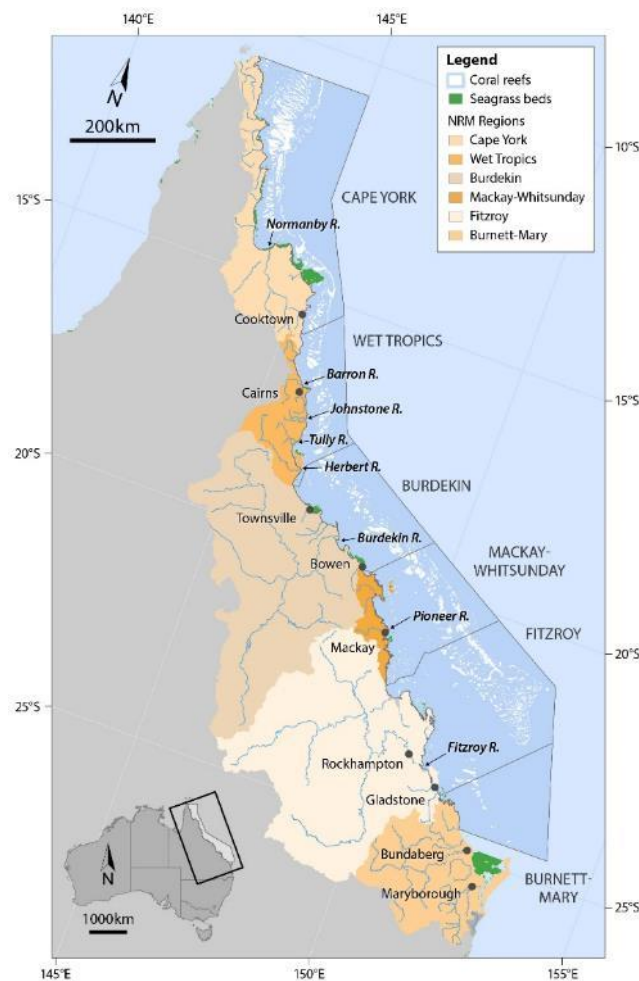 140°E
145°E
N
200km
Legend
Coral reefs
Seagrass beds
NRM Regions
Cape York
Wet Tropics
Burdekin
Mackay-Whitsunday
Fitzroy
Burnett-Mary
10°S
15°S
CAPE YORK
Normanby R.
Cooktown
WET TROPICS
Barron R.
Cairns
Johnstone R.
15°S
20°S
Tully R.
Herbert R.
BURDEKIN
Townsville
Burdekin R.
Bowen
MACKAY-
WHITSUNDAY
Pioneer R.
FITZROY
Mackay
20°S
25°S
Fitzroy R.
Rockhampton
Gladstone
Bundaberg
BURNETT-
MARY
Maryborough
25°S
N
1000km
145°E
150°E
155°E